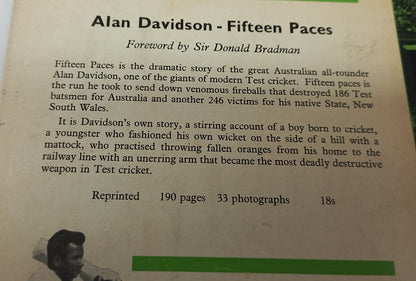 Alan Davidson - Fifteen Paces
Foreword by Sir Donald Bradman
Fifteen Paces is the dramatic story of the great Australian all-rounder
Alan Davidson, one of the giants of modern Test cricket. Fifteen paces is
the run he took to send down venomous fireballs that destroyed 186 Test
batsmen for Australia and another 246 victims for his native State, New
South Wales.
It is Davidson's own story, a stirring account of a boy born to cricket,
a youngster who fashioned his own wicket on the side of a hill with a
mattock, who practised throwing fallen oranges from his home to the
railway line with an unerring arm that became the most deadly destructive
weapon in Test cricket.
Reprinted 190 pages 33 photographs 18s